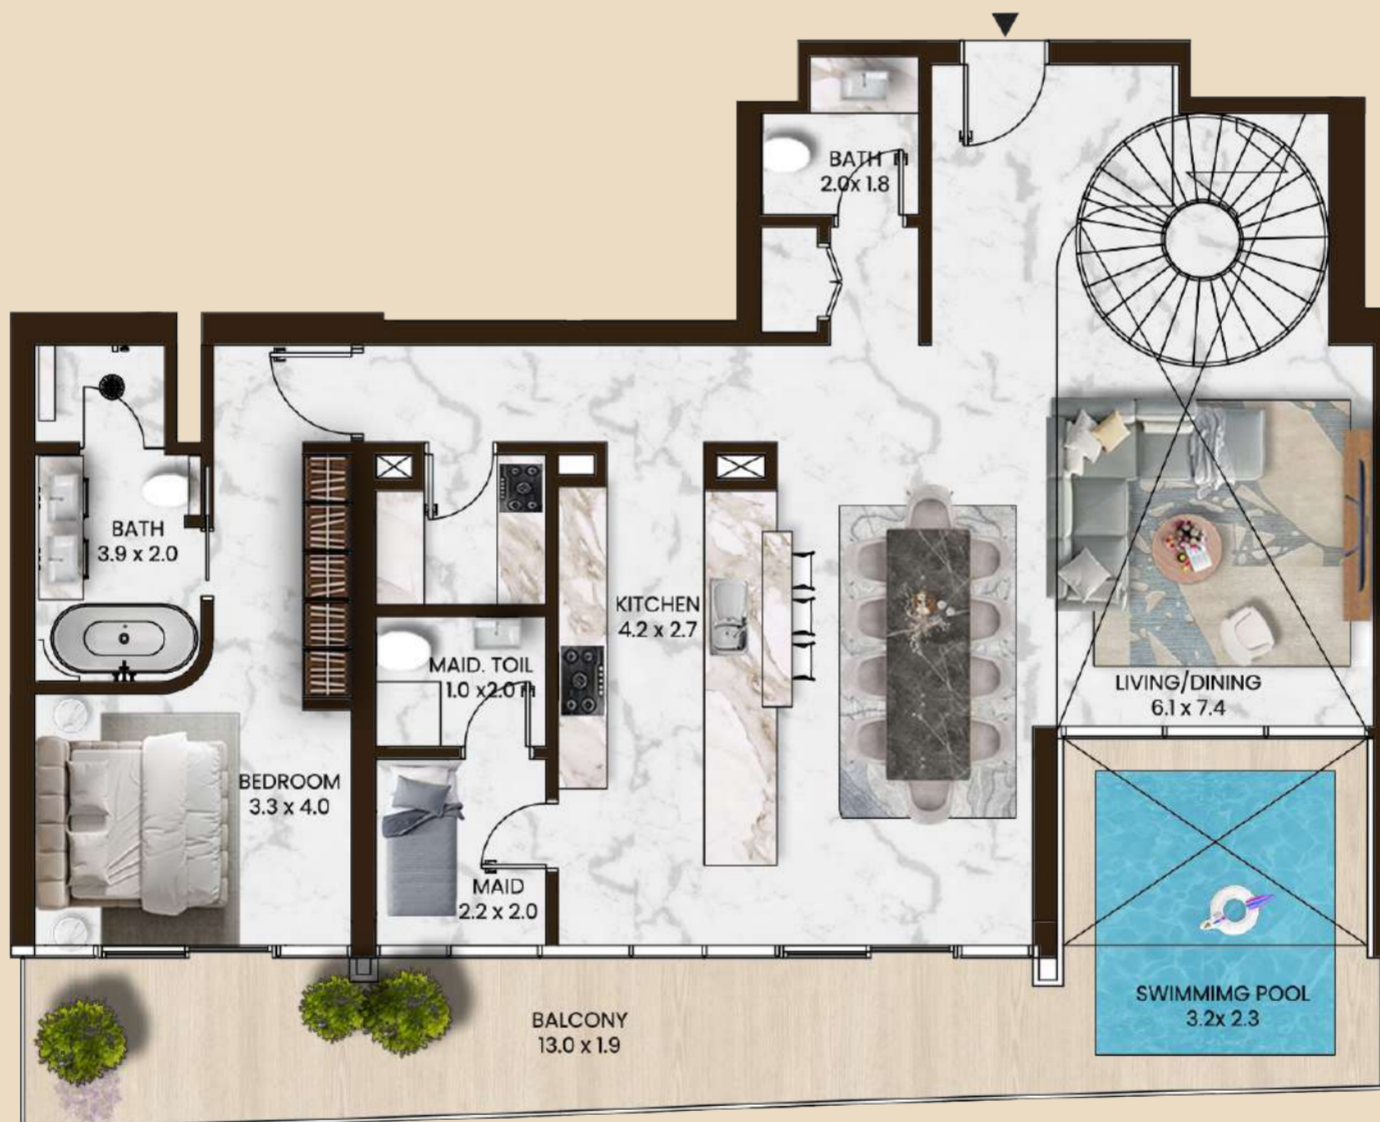 BATH
2.0x 1.8
BATH
3.9 x 2.0
KITCHEN
4.2 x 2.7
MAID. TOIL
1.0 x2.0
LIVING/DINING
6.1 x 7.4
BEDROOM
3.3 x 4.0
MAID
2.2 x 2.0
SWIMMIMG POOL
3.2x 2.3
BALCONY
13.0 x 1.9